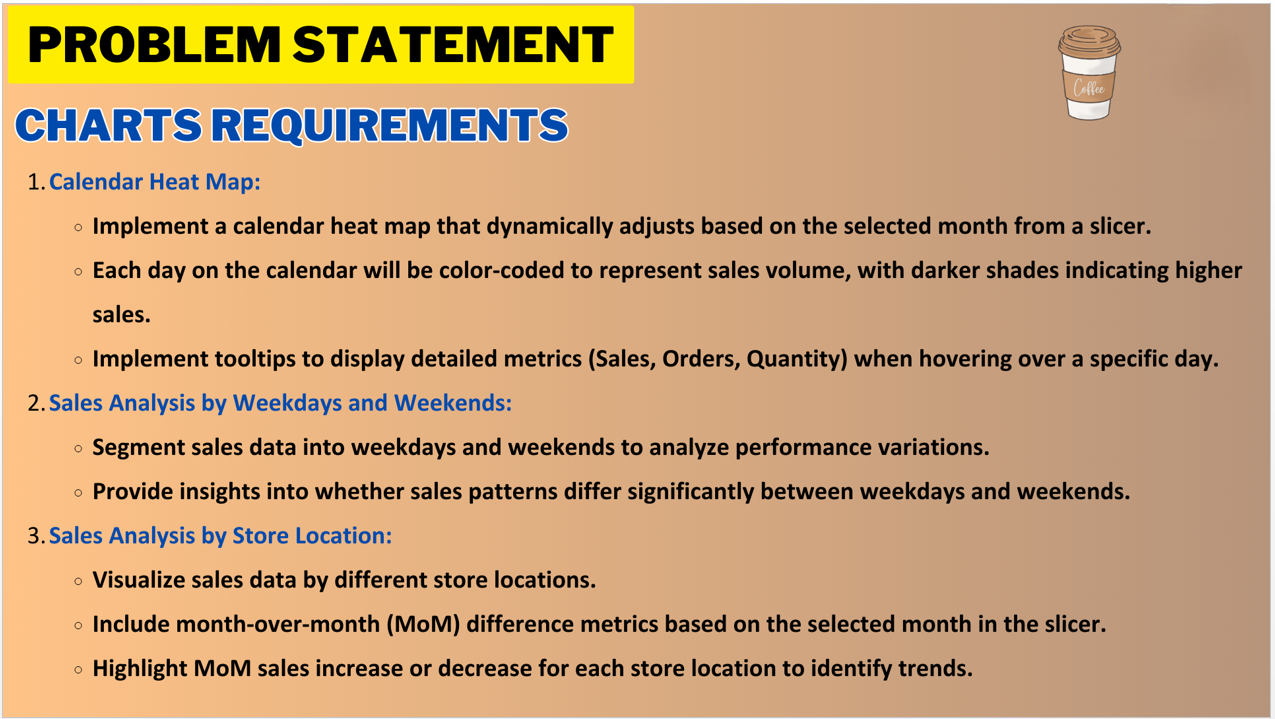 PROBLEM STATEMENT
Coffee
CHARTS REQUIREMENTS
1. Calendar Heat Map:
○ Implement a calendar heat map that dynamically adjusts based on the selected month from a slicer.
○ Each day on the calendar will be color-coded to represent sales volume, with darker shades indicating higher
sales.
○ Implement tooltips to display detailed metrics (Sales, Orders, Quantity) when hovering over a specific day.
2. Sales Analysis by Weekdays and Weekends:
○ Segment sales data into weekdays and weekends to analyze performance variations.
○ Provide insights into whether sales patterns differ significantly between weekdays and weekends.
3. Sales Analysis by Store Location:
○ Visualize sales data by different store locations.
○ Include month-over-month (MoM) difference metrics based on the selected month in the slicer.
○ Highlight MoM sales increase or decrease for each store location to identify trends.